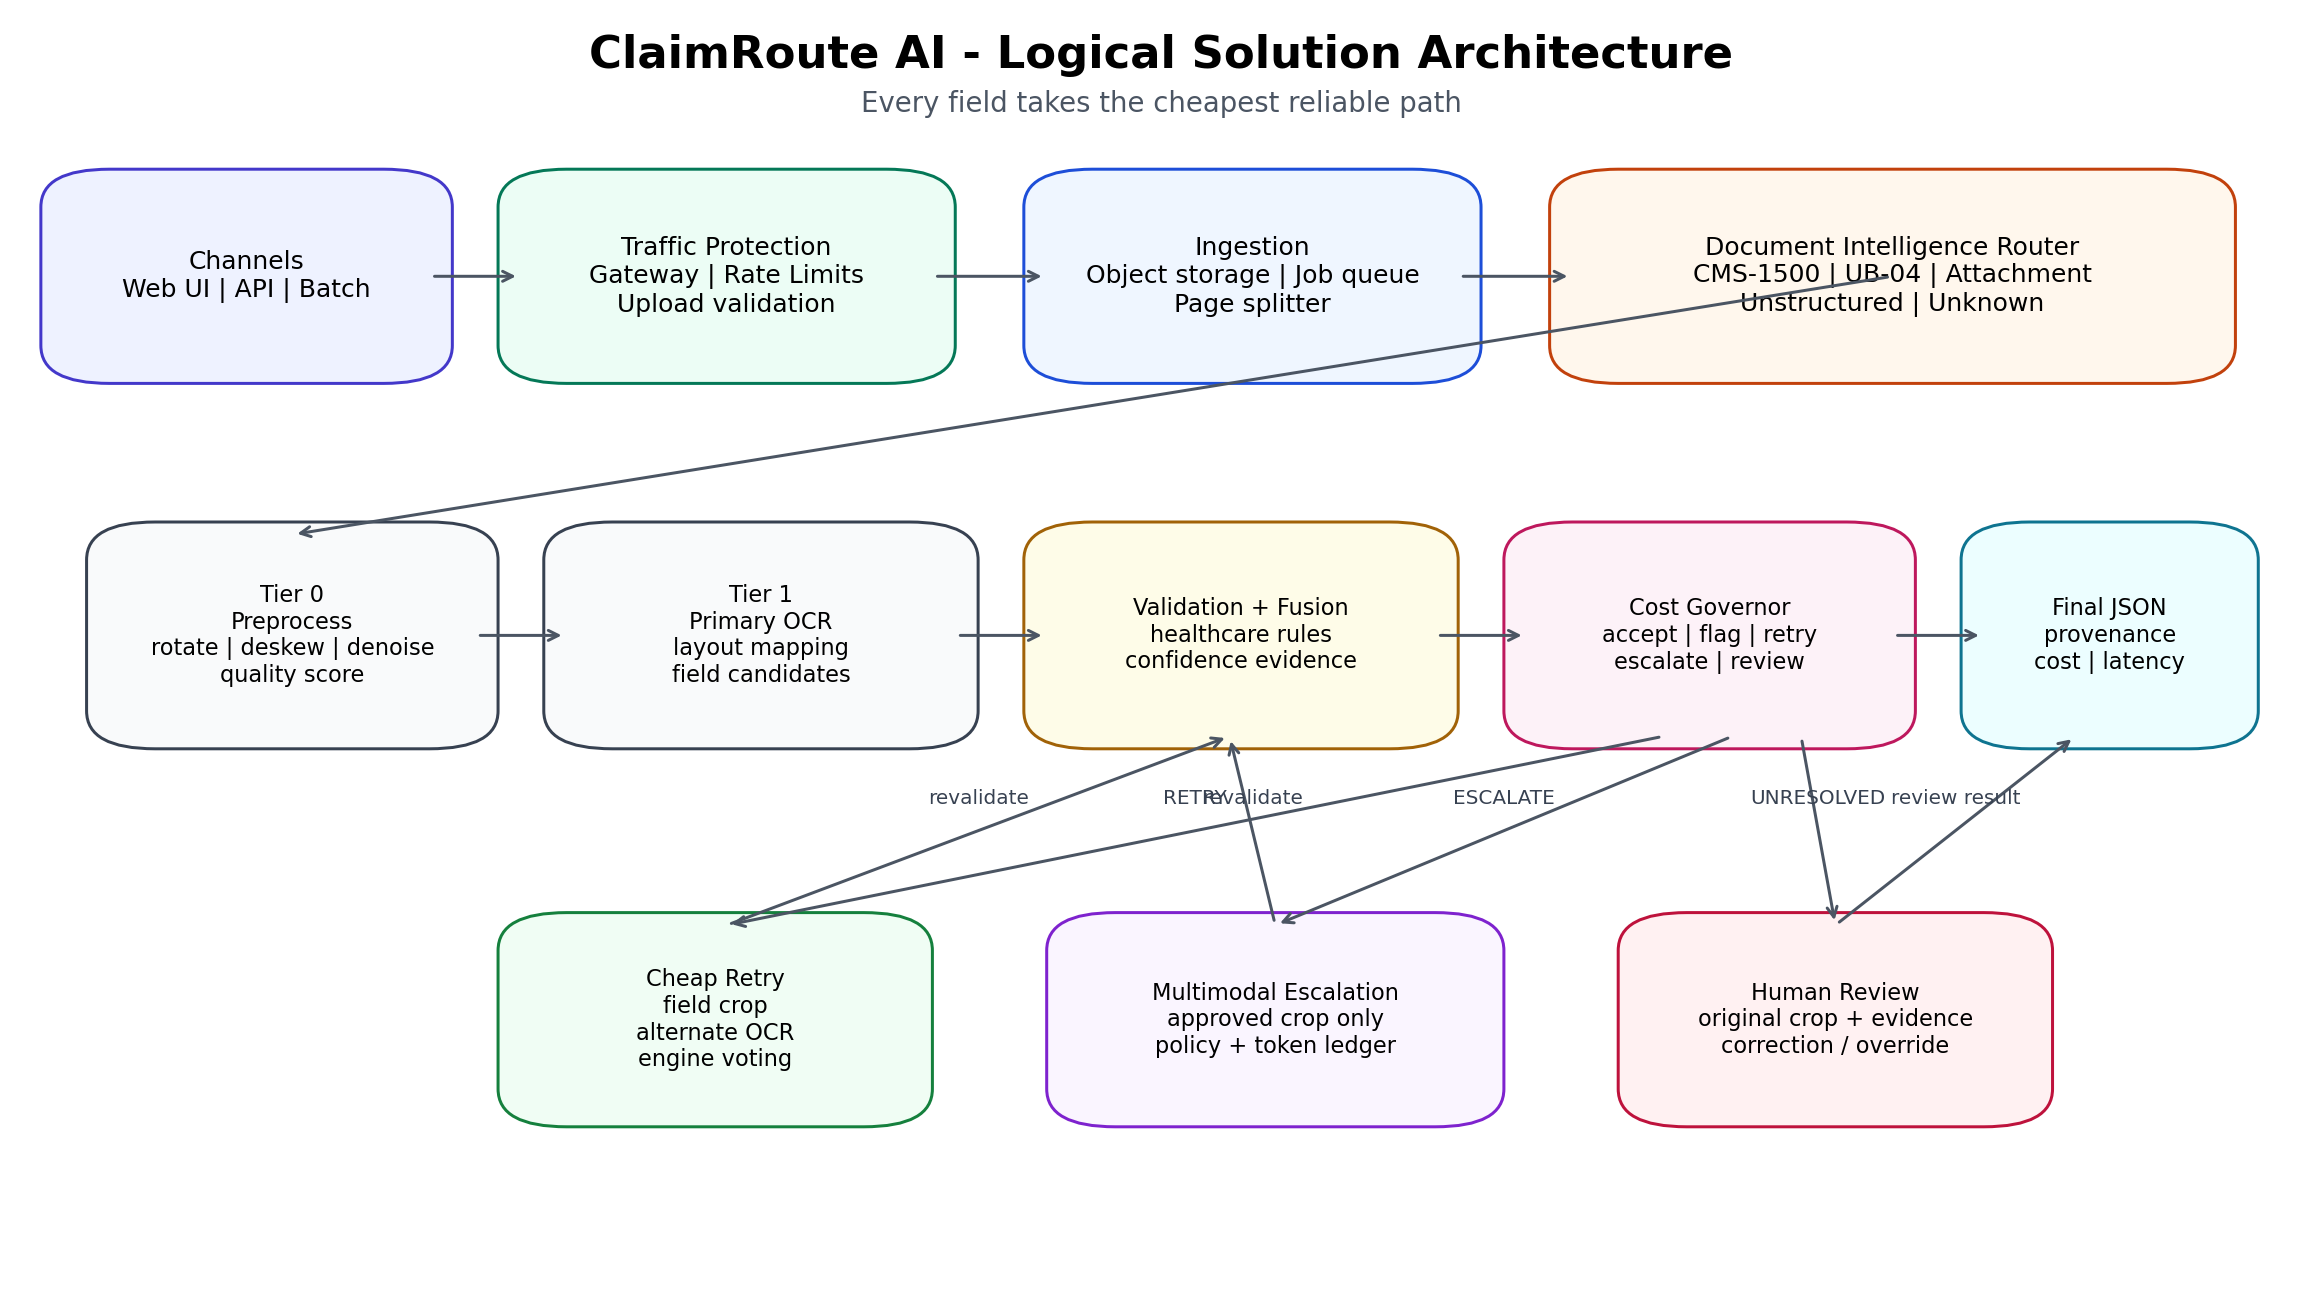 ClaimRoute AI - Logical Solution Architecture
Every field takes the cheapest reliable path
Channels
Web UI | API | Batch
Traffic Protection
Gateway | Rate Limits
Upload validation
Ingestion
Object storage | Job queue
Page splitter
Document Intelligence Router
CMS-1500 | UB-04 | Attachment
Unstructured | Unknown
Tier 0
Preprocess
rotate | deskew | denoise
quality score
Tier 1
Primary OCR
layout mapping
field candidates
Validation + Fusion
healthcare rules
confidence evidence
Cost Governor
accept | flag | retry
escalate | review
Final JSON
provenance
cost | latency
revalidate
RETRY
revalidate
ESCALATE
UNRESOLVED
review result
Cheap Retry
field crop
alternate OCR
engine voting
Multimodal Escalation
approved crop only
policy + token ledger
Human Review
original crop + evidence
correction / override